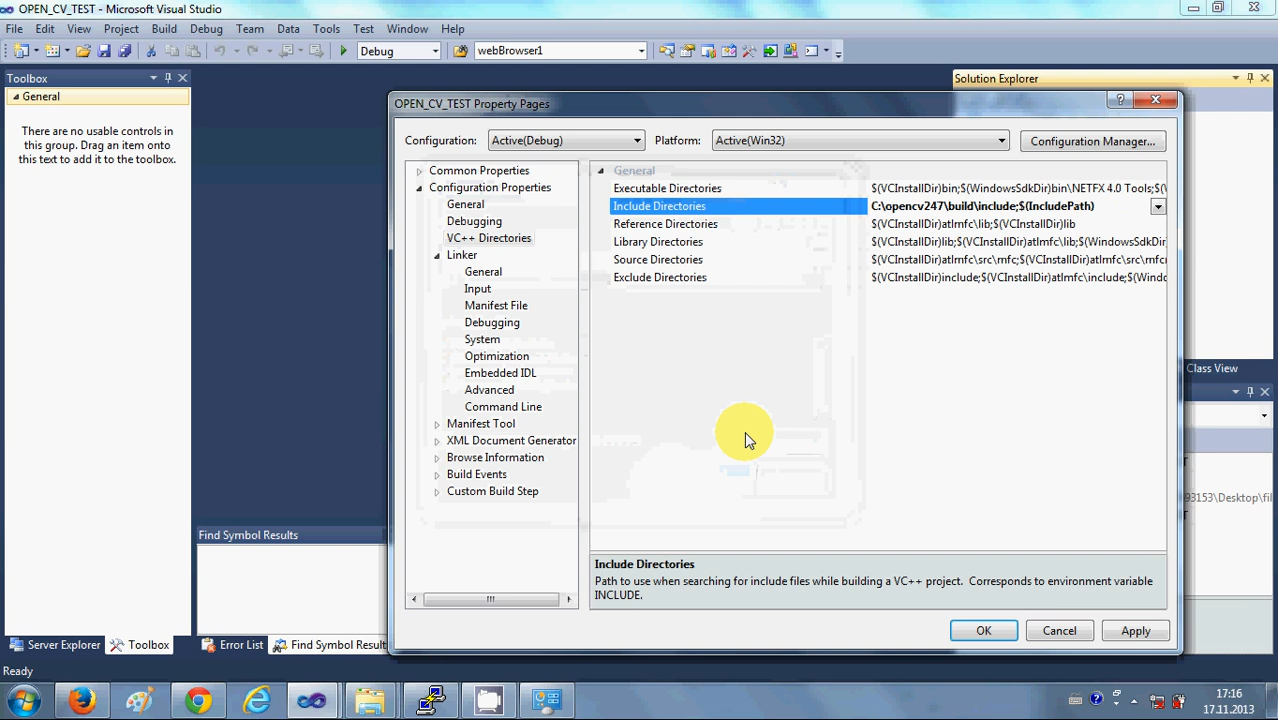 OPEN_CV_TEST - Microsoft Visual Studio
File Edit View Project Build Debug Team Data Tools Test Window Help
Debug webBrowser1
Toolbox
General
There are no usable controls in
this group. Drag an item onto
this text to add it to the toolbox.
Solution Explorer
OPEN_CV_TEST Property Pages
Configuration: Active(Debug) Platform: Active(Win32) Configuration Manager...
Common Properties
Configuration Properties
General
Debugging
VC++ Directories
Linker
General
Input
Manifest File
Debugging
System
Optimization
Embedded IDL
Advanced
Command Line
Manifest Tool
XML Document Generator
Browse Information
Build Events
Custom Build Step
General
Executable Directories $(VCInstallDir)bin;$(WindowsSdkDir)bin\NETFX 4.0 Tools;$(
Include Directories C:\opencv247\build\include;$(IncludePath)
Reference Directories $(VCInstallDir)atlmfc\lib;$(VCInstallDir)lib
Library Directories $(VCInstallDir)lib;$(VCInstallDir)atlmfc\lib;$(WindowsSdkDir
Source Directories $(VCInstallDir)atlmfc\src\mfc;$(VCInstallDir)atlmfc\src\mfc
Exclude Directories $(VCInstallDir)include;$(VCInstallDir)atlmfc\include;$(Windo
Include Directories
Path to use when searching for include files while building a VC++ project. Corresponds to environment variable
INCLUDE.
OK Cancel Apply
Class View
T
93153\Desktop\fil
T
Find Symbol Results
Server Explorer Toolbox Error List Find Symbol Result
Ready
17:16
17.11.2013